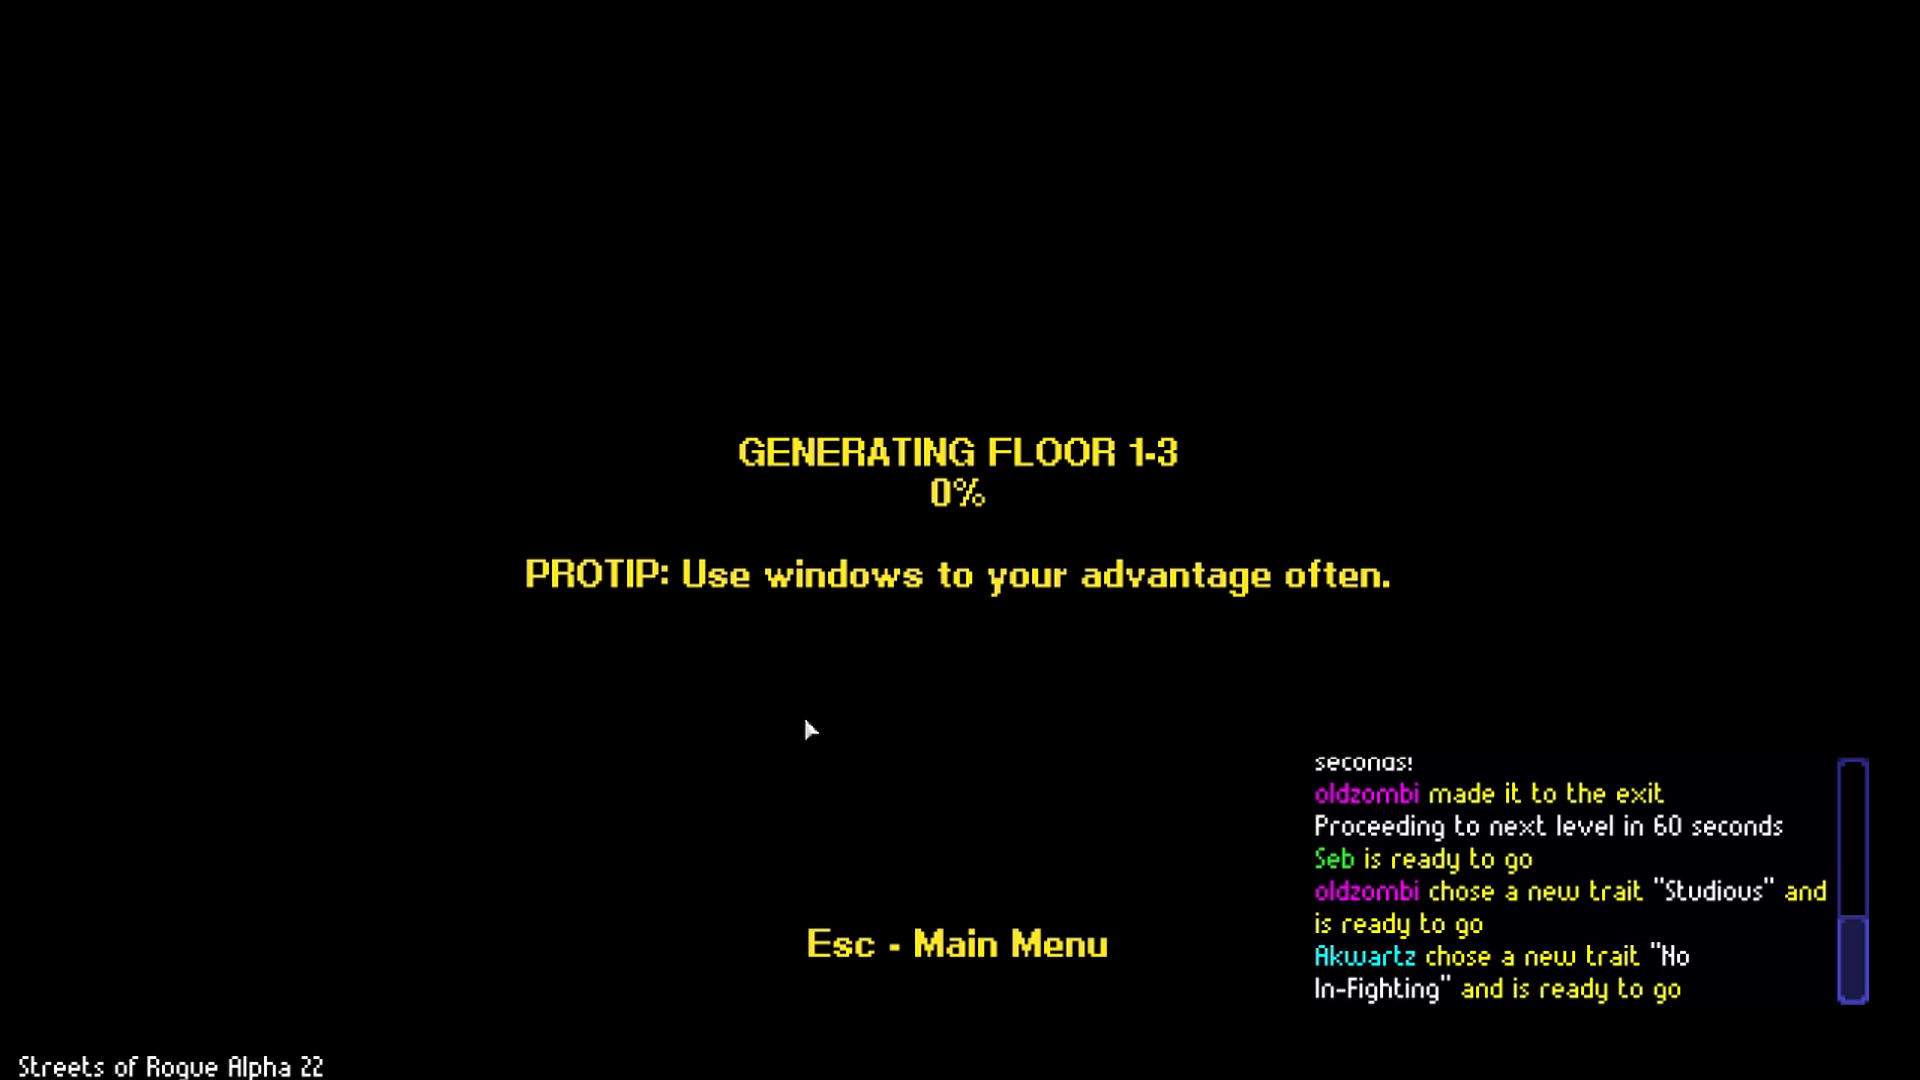 GENERATING FLOOR 1-3
0%
PROTIP: Use windows to your advantage often.
seconds!
oldzombi made it to the exit
Proceeding to next level in 60 seconds
Seb is ready to go
oldzombi chose a new trait "Studious" and
is ready to go
Akwartz chose a new trait "No
In-Fighting" and is ready to go
Esc - Main Menu
Streets of Rogue Alpha 22